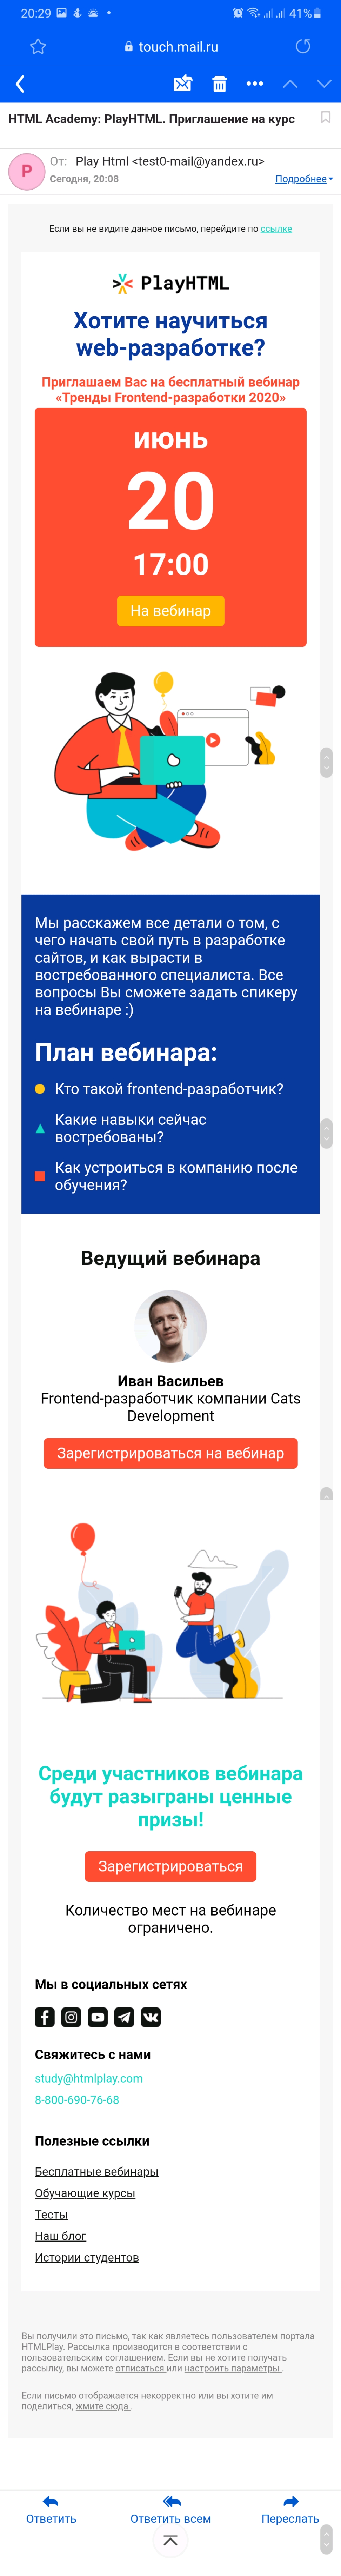 20:29
41%
touch.mail.ru
HTML Academy: PlayHTML. Приглашение на курс
P
От: Play Html <test0-mail@yandex.ru>
Сегодня, 20:08
Подробнее
Если вы не видите данное письмо, перейдите по ссылке
PlayHTML
Хотите научиться
web-разработке?
Приглашаем Вас на бесплатный вебинар
«Тренды Frontend-разработки 2020»
июнь
20
17:00
На вебинар
Мы расскажем все детали о том, с
чего начать свой путь в разработке
сайтов, и как вырасти в
востребованного специалиста. Все
вопросы Вы сможете задать спикеру
на вебинаре :)
План вебинара:
Кто такой frontend-разработчик?
Какие навыки сейчас
востребованы?
Как устроиться в компанию после
обучения?
Ведущий вебинара
Иван Васильев
Frontend-разработчик компании Cats
Development
Зарегистрироваться на вебинар
Среди участников вебинара
будут разыграны ценные
призы!
Зарегистрироваться
Количество мест на вебинаре
ограничено.
Мы в социальных сетях
Свяжитесь с нами
study@htmlplay.com
8-800-690-76-68
Полезные ссылки
Бесплатные вебинары
Обучающие курсы
Тесты
Наш блог
Истории студентов
Вы получили это письмо, так как являетесь пользователем портала
HTMLPlay. Рассылка производится в соответствии с
пользовательским соглашением. Если вы не хотите получать
рассылку, вы можете отписаться или настроить параметры .
Если письмо отображается некорректно или вы хотите им
поделиться, жмите сюда .
Ответить
Ответить всем
Переслать